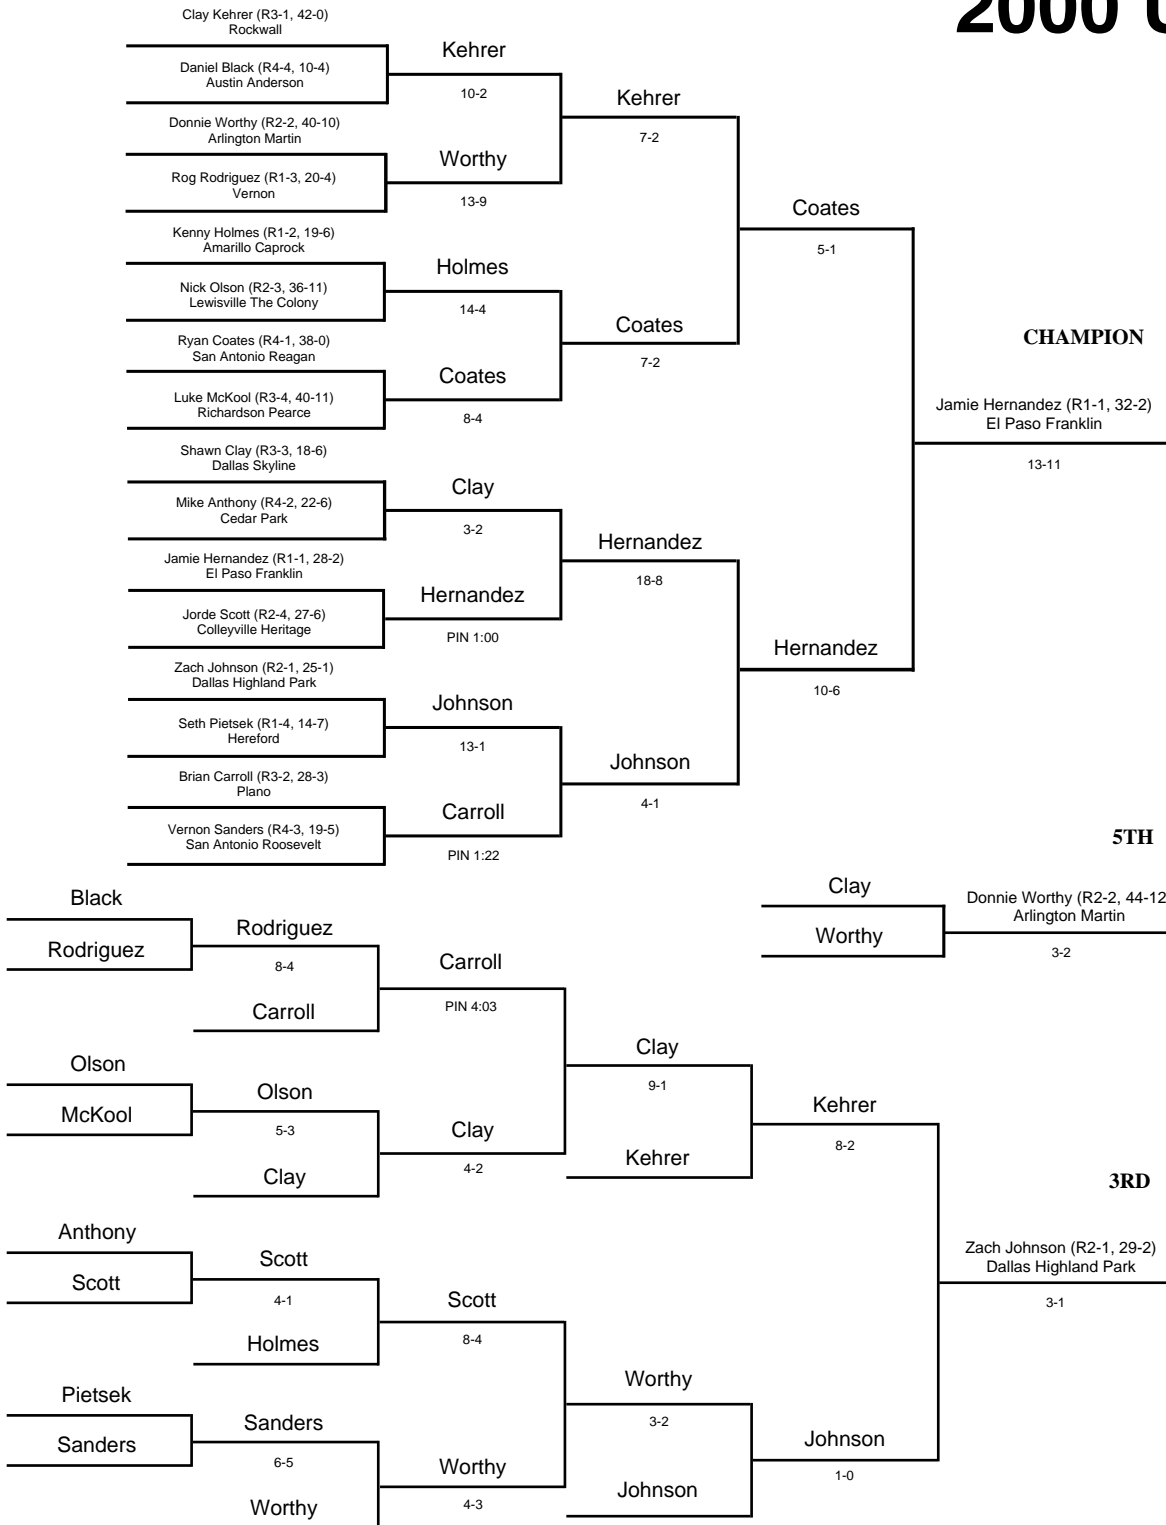 2000 U
Clay Kehrer (R3-1, 42-0)
Rockwall
Kehrer
Daniel Black (R4-4, 10-4)
Austin Anderson
10-2
Kehrer
Donnie Worthy (R2-2, 40-10)
Arlington Martin
7-2
Worthy
Rog Rodriguez (R1-3, 20-4)
Vernon
13-9
Coates
Kenny Holmes (R1-2, 19-6)
Amarillo Caprock
5-1
Holmes
Nick Olson (R2-3, 36-11)
Lewisville The Colony
14-4
Coates
Ryan Coates (R4-1, 38-0)
San Antonio Reagan
7-2
CHAMPION
Coates
Luke McKool (R3-4, 40-11)
Richardson Pearce
8-4
Jamie Hernandez (R1-1, 32-2)
El Paso Franklin
13-11
Shawn Clay (R3-3, 18-6)
Dallas Skyline
Clay
Mike Anthony (R4-2, 22-6)
Cedar Park
3-2
Hernandez
Jamie Hernandez (R1-1, 28-2)
El Paso Franklin
18-8
Hernandez
Jorde Scott (R2-4, 27-6)
Colleyville Heritage
PIN 1:00
Hernandez
Zach Johnson (R2-1, 25-1)
Dallas Highland Park
10-6
Johnson
Seth Pietsek (R1-4, 14-7)
Hereford
13-1
Johnson
Brian Carroll (R3-2, 28-3)
Plano
4-1
Carroll
Vernon Sanders (R4-3, 19-5)
San Antonio Roosevelt
PIN 1:22
5TH
Clay
Donnie Worthy (R2-2, 44-12
Arlington Martin
Worthy
3-2
Black
Rodriguez
Rodriguez
8-4
Carroll
Carroll
PIN 4:03
Olson
McKool
Olson
5-3
Clay
Clay
4-2
Clay
9-1
Kehrer
Kehrer
8-2
3RD
Anthony
Scott
Scott
4-1
Holmes
Scott
8-4
Zach Johnson (R2-1, 29-2)
Dallas Highland Park
3-1
Pietsek
Sanders
Sanders
6-5
Worthy
Worthy
4-3
Worthy
3-2
Johnson
Johnson
1-0